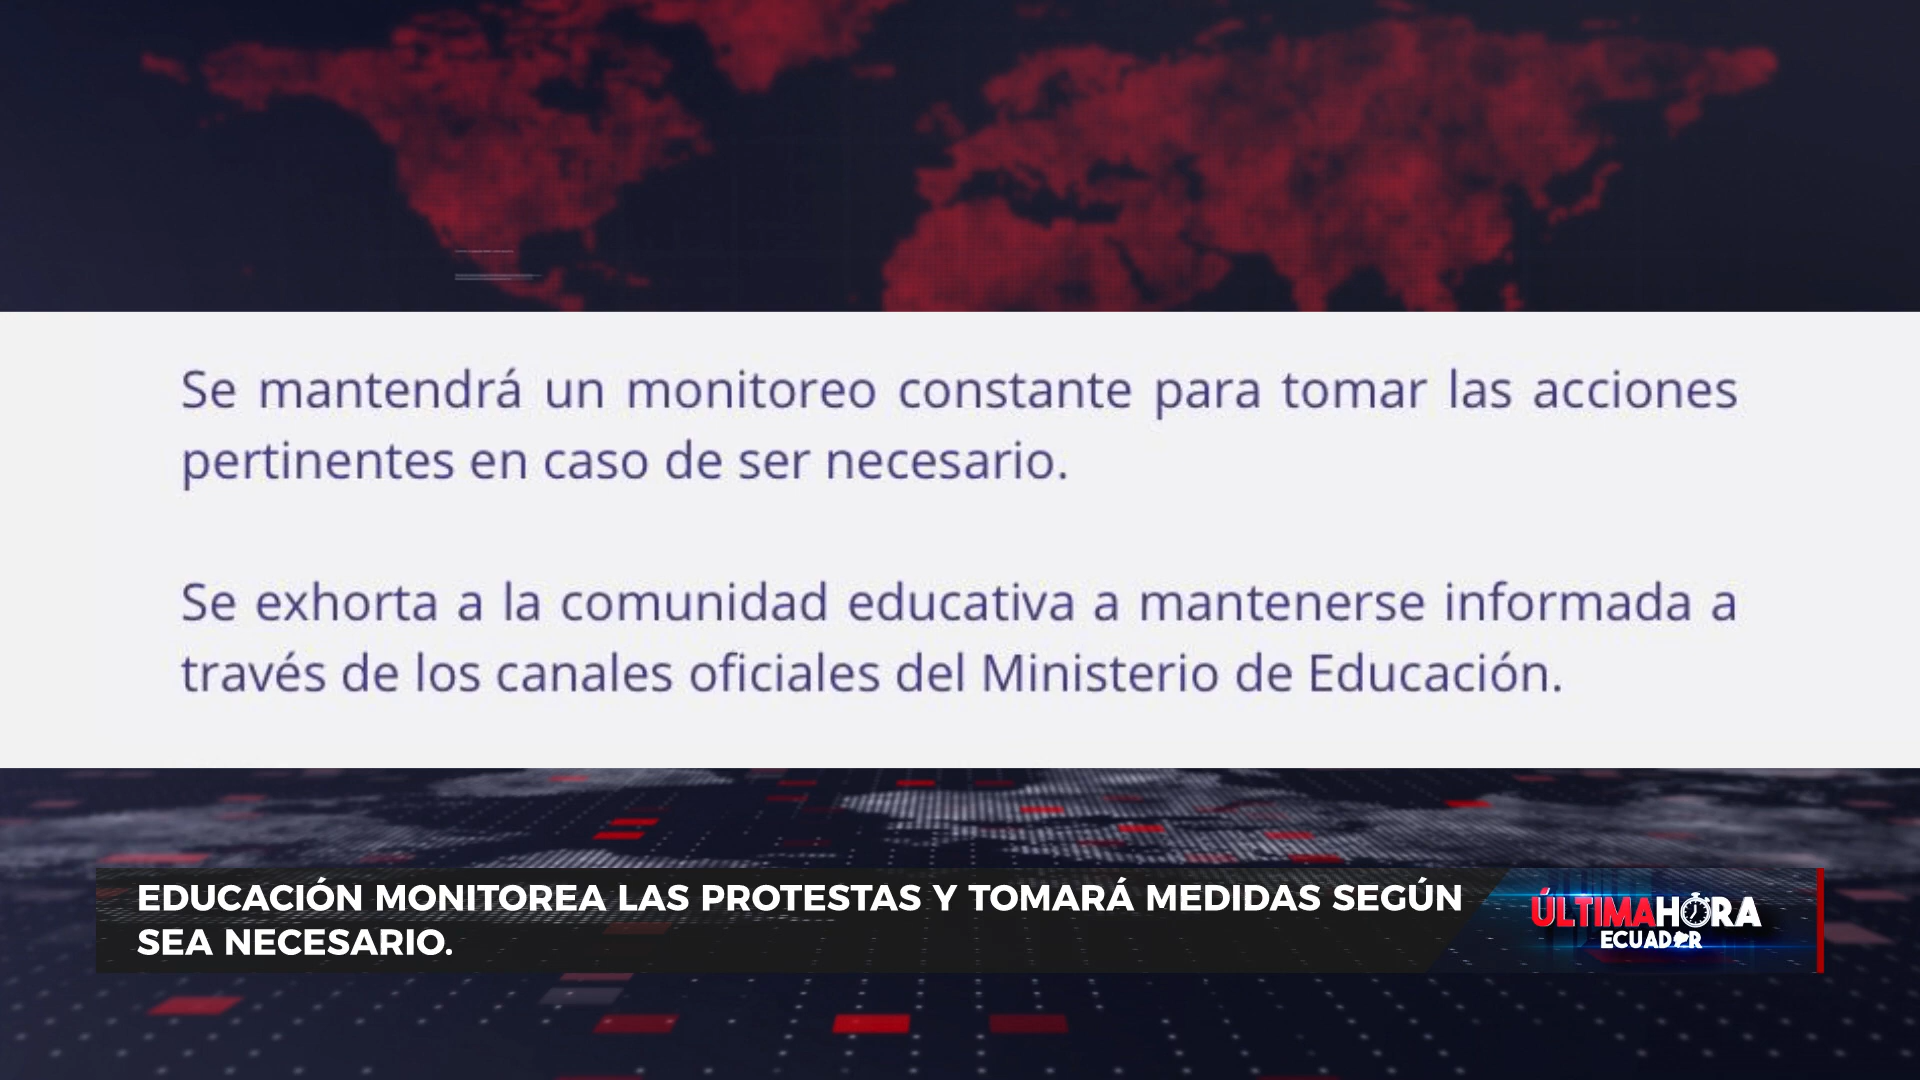 Se mantendrá un monitoreo constante para tomar las acciones
pertinentes en caso de ser necesario.
Se exhorta a la comunidad educativa a mantenerse informada a
través de los canales oficiales del Ministerio de Educación.
EDUCACIÓN MONITOREA LAS PROTESTAS Y TOMARÁ MEDIDAS SEGÚN
SEA NECESARIO.
ÚLTIMAHORA
ECUADOR